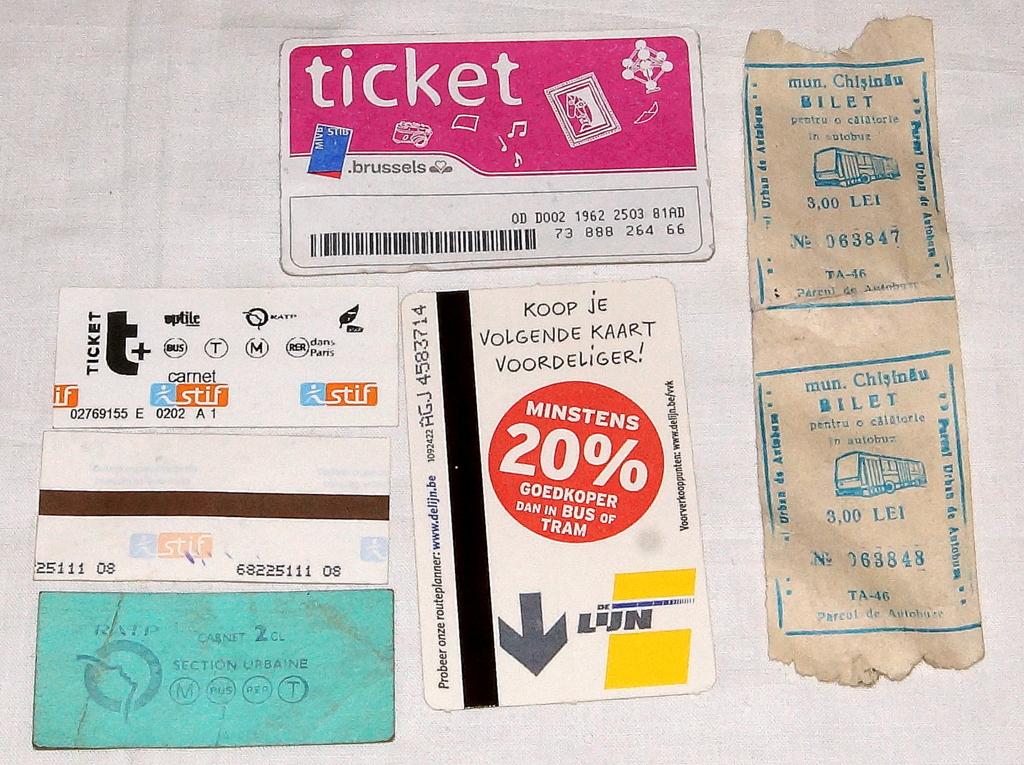 ticket
MIVB STIB
.brussels
0D D002 1962 2503 81AD
73 888 264 66
mun. Chişinău
BILET
pentru o călătorie
în autobuz
3,00 LEI
№ 063847
TA-46
Parcul de Autobuze
Parcul Urban de Autobuze
mun. Chişinău
BILET
pentru o călătorie
în autobuz
3,00 LEI
№ 063848
TA-46
Parcul de Autobuze
Parcul Urban de Autobuze
TICKET
t+
optile
RATP
BUS T M RER dans Paris
carnet
if stif stif
02769155 E 0202 A 1
stif
25111 08 68225111 08
RATP
CARNET 2 CL
SECTION URBAINE
M BUS RER T
KOOP JE
VOLGENDE KAART
VOORDELIGER!
MINSTENS
20%
GOEDKOPER
DAN IN BUS OF
TRAM
DE
LIJN
Probeer onze routeplanner: www.delijn.be 1092422 AGJ 4583714
Voorverkooppunten: www.delijn.be/vvk